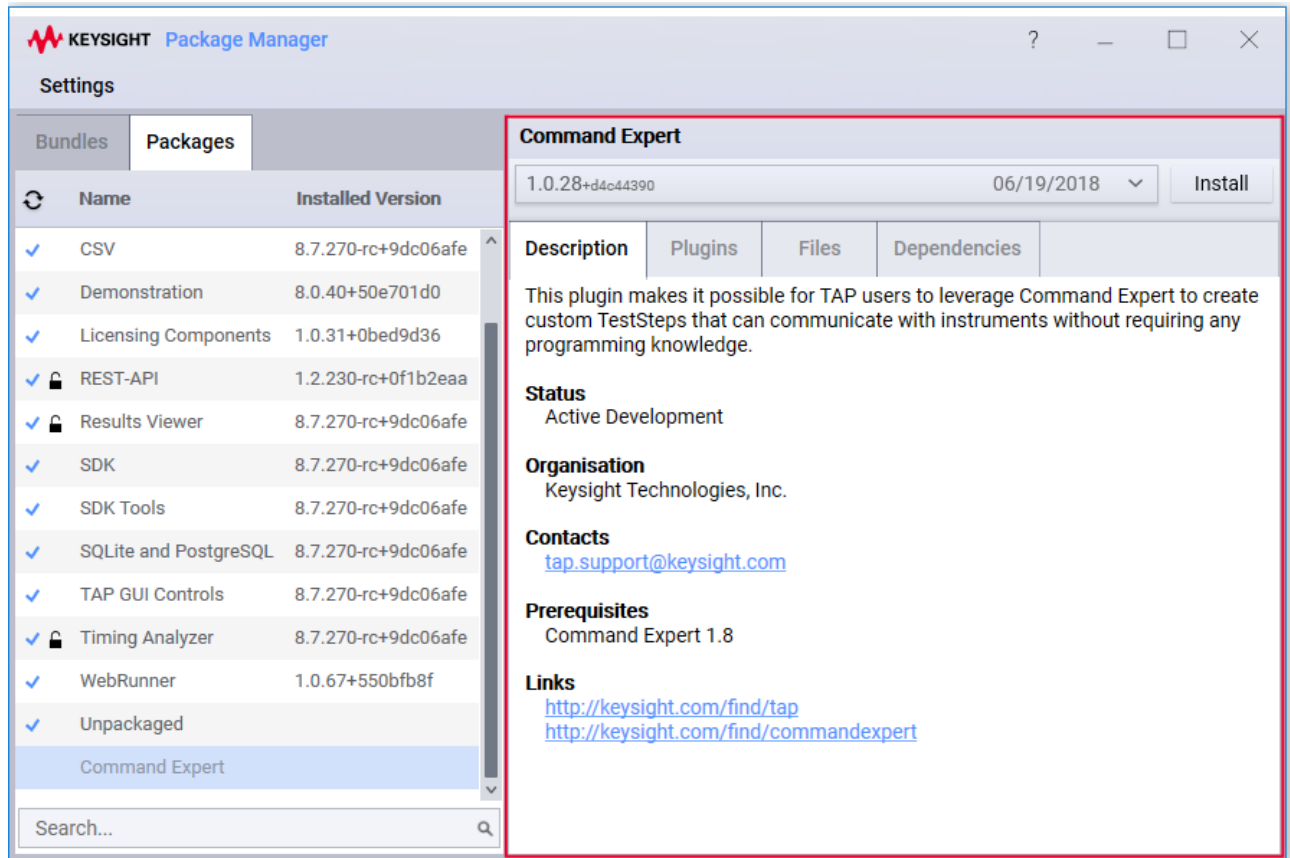 KEYSIGHT Package Manager ?
Settings
Bundles Packages
Name Installed Version
CSV 8.7.270-rc+9dc06afe
Demonstration 8.0.40+50e701d0
Licensing Components 1.0.31+0bed9d36
REST-API 1.2.230-rc+0f1b2eaa
Results Viewer 8.7.270-rc+9dc06afe
SDK 8.7.270-rc+9dc06afe
SDK Tools 8.7.270-rc+9dc06afe
SQLite and PostgreSQL 8.7.270-rc+9dc06afe
TAP GUI Controls 8.7.270-rc+9dc06afe
Timing Analyzer 8.7.270-rc+9dc06afe
WebRunner 1.0.67+550bfb8f
Unpackaged
Command Expert
Search...
Command Expert
1.0.28+d4c44390 06/19/2018 Install
Description Plugins Files Dependencies
This plugin makes it possible for TAP users to leverage Command Expert to create
custom TestSteps that can communicate with instruments without requiring any
programming knowledge.
Status
Active Development
Organisation
Keysight Technologies, Inc.
Contacts
tap.support@keysight.com
Prerequisites
Command Expert 1.8
Links
http://keysight.com/find/tap
http://keysight.com/find/commandexpert